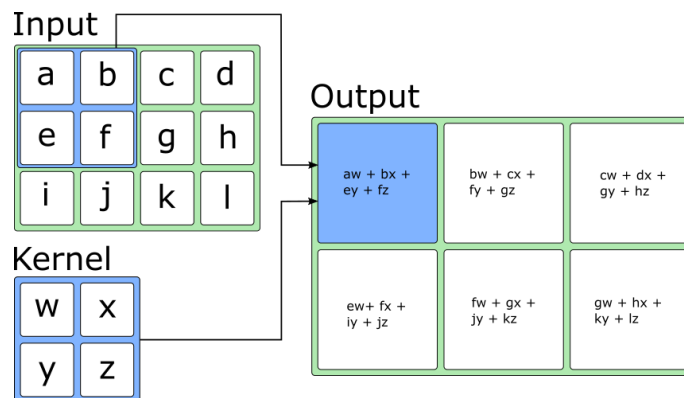 Input
a b c d
e f g h
i j k l
Kernel
w x
y z
Output
aw + bx +
ey + fz
bw + cx +
fy + gz
cw + dx +
gy + hz
ew+ fx +
iy + jz
fw + gx +
jy + kz
gw + hx +
ky + lz